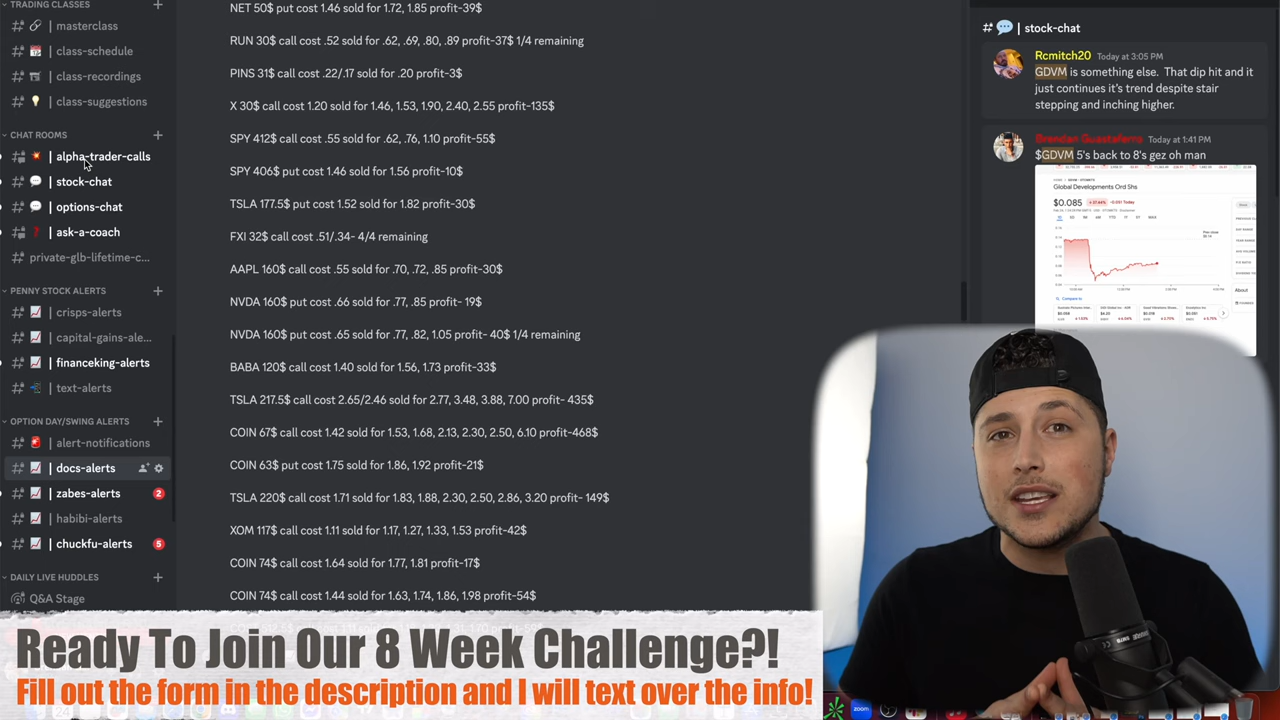 TRADING CLASSES
masterclass
class-schedule
class-recordings
class-suggestions
CHAT ROOMS
alpha-trader-calls
stock-chat
options-chat
ask-a-coach
private-glb-lifetime-c...
PENNY STOCK ALERTS
crisps-alerts
capital-gains-ale...
financeking-alerts
text-alerts
OPTION DAY/SWING ALERTS
alert-notifications
docs-alerts
zabes-alerts 2
habibi-alerts
chuckfu-alerts 5
DAILY LIVE HUDDLES
Q&A Stage
NET 50$ put cost 1.46 sold for 1.72, 1.85 profit-39$
RUN 30$ call cost .52 sold for .62, .69, .80, .89 profit-37$ 1/4 remaining
PINS 31$ call cost .22/.17 sold for .20 profit-3$
X 30$ call cost 1.20 sold for 1.46, 1.53, 1.90, 2.40, 2.55 profit-135$
SPY 412$ call cost .55 sold for .62, .76, 1.10 profit-55$
SPY 406$ put cost 1.46 sold for
TSLA 177.5$ put cost 1.52 sold for 1.82 profit-30$
FXI 32$ call cost .51/.34 -1/4 remaining
AAPL 160$ call cost .55 sold for .70, .72, .85 profit-30$
NVDA 160$ put cost .66 sold for .77, .85 profit- 19$
NVDA 160$ put cost .65 sold for .77, .82, 1.05 profit- 40$ 1/4 remaining
BABA 120$ call cost 1.40 sold for 1.56, 1.73 profit-33$
TSLA 217.5$ call cost 2.65/2.46 sold for 2.77, 3.48, 3.88, 7.00 profit- 435$
COIN 67$ call cost 1.42 sold for 1.53, 1.68, 2.13, 2.30, 2.50, 6.10 profit-468$
COIN 63$ put cost 1.75 sold for 1.86, 1.92 profit-21$
TSLA 220$ call cost 1.71 sold for 1.83, 1.88, 2.30, 2.50, 2.86, 3.20 profit- 149$
XOM 117$ call cost 1.11 sold for 1.17, 1.27, 1.33, 1.53 profit-42$
COIN 74$ call cost 1.64 sold for 1.77, 1.81 profit-17$
COIN 74$ call cost 1.44 sold for 1.63, 1.74, 1.86, 1.98 profit-54$
| stock-chat
Rcmitch20 Today at 3:05 PM
GDVM is something else. That dip hit and it
just continues it's trend despite stair
stepping and inching higher.
Brendan Guastaferro Today at 1:41 PM
$GDVM 5's back to 8's gez oh man
Global Developments Ord Shs
$0.085
Ready To Join Our 8 Week Challenge?!
Fill out the form in the description and I will text over the info!
zoom